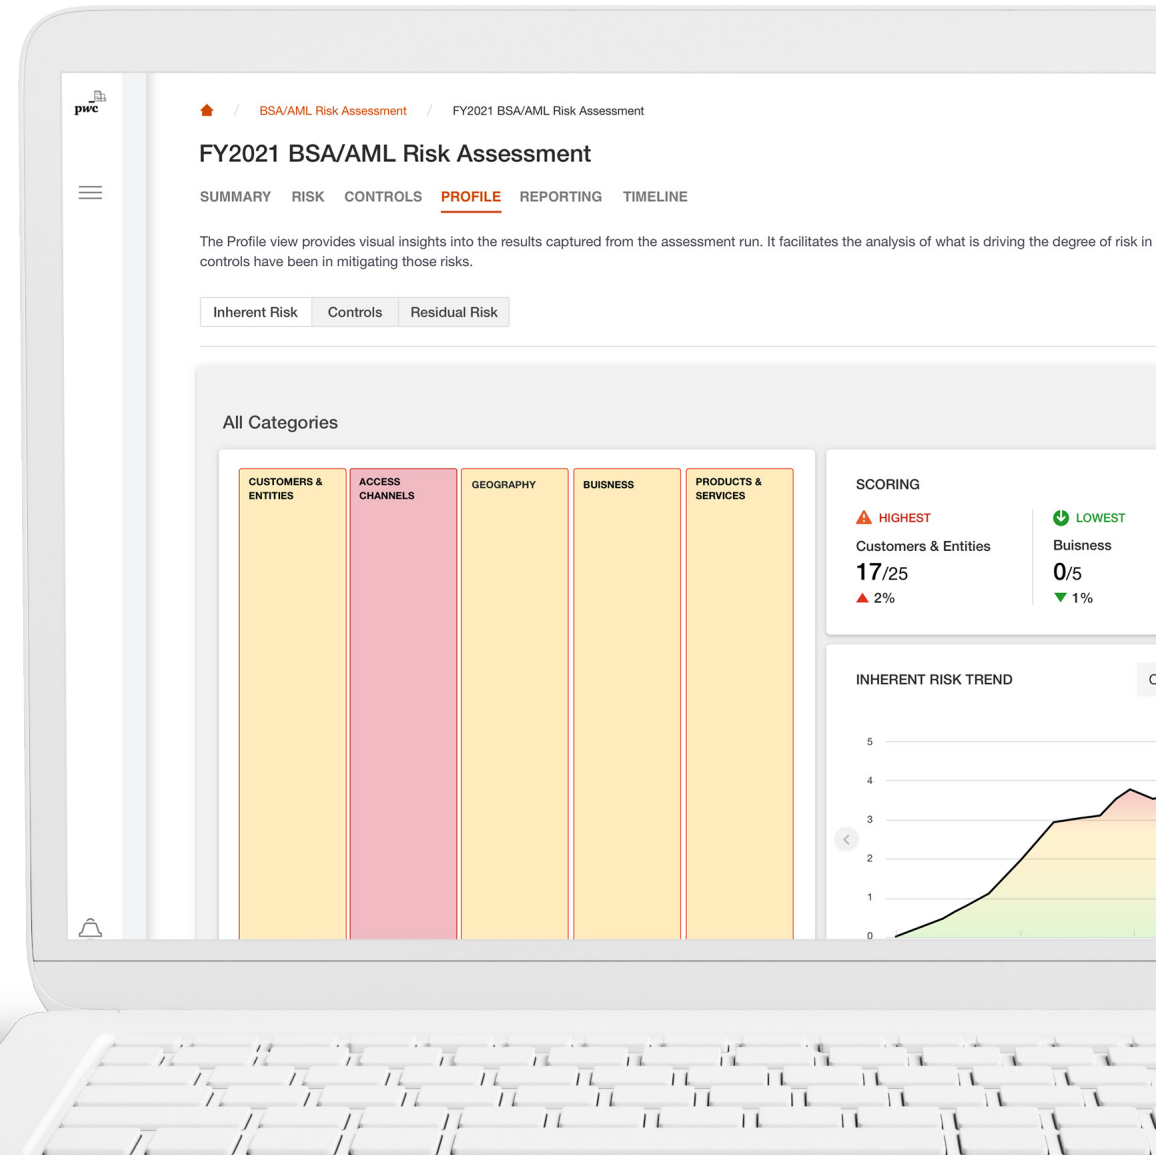 pwc
BSA/AML Risk Assessment / FY2021 BSA/AML Risk Assessment
FY2021 BSA/AML Risk Assessment
SUMMARY RISK CONTROLS PROFILE REPORTING TIMELINE
The Profile view provides visual insights into the results captured from the assessment run. It facilitates the analysis of what is driving the degree of risk in
controls have been in mitigating those risks.
Inherent Risk Controls Residual Risk
All Categories
CUSTOMERS &
ENTITIES
ACCESS
CHANNELS
GEOGRAPHY
BUISNESS
PRODUCTS &
SERVICES
SCORING
HIGHEST
Customers & Entities
17/25
2%
LOWEST
Buisness
0/5
1%
INHERENT RISK TREND
5
4
3
2
1
0